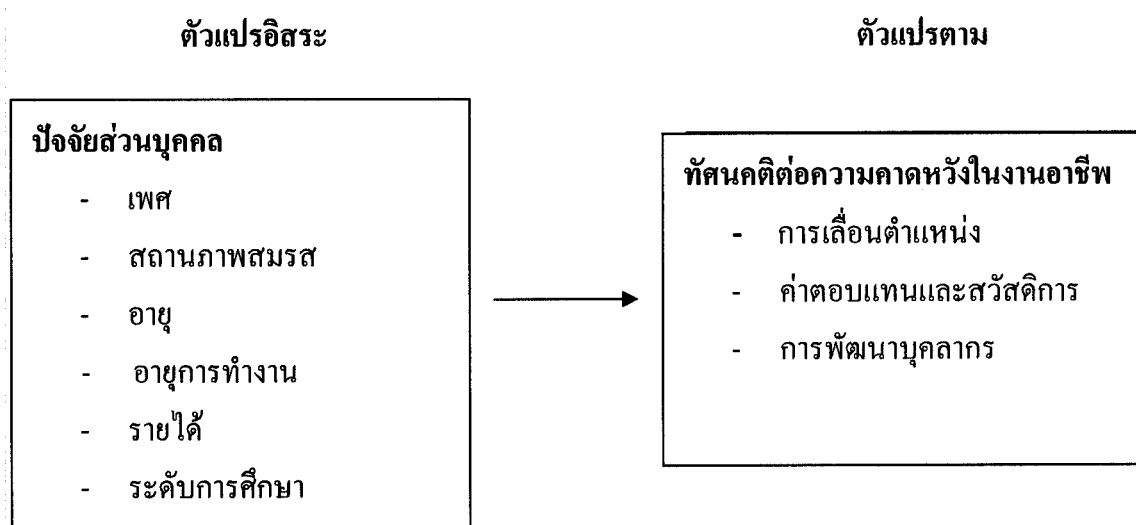 ตัวแปรอิสระ
ตัวแปรตาม
ปัจจัยส่วนบุคคล
- เพศ
- สถานภาพสมรส
- อายุ
- อายุการทำงาน
- รายได้
- ระดับการศึกษา
ทัศนคติต่อความคาดหวังในงานอาชีพ
- การเลื่อนตำแหน่ง
- ค่าตอบแทนและสวัสดิการ
- การพัฒนาบุคลากร